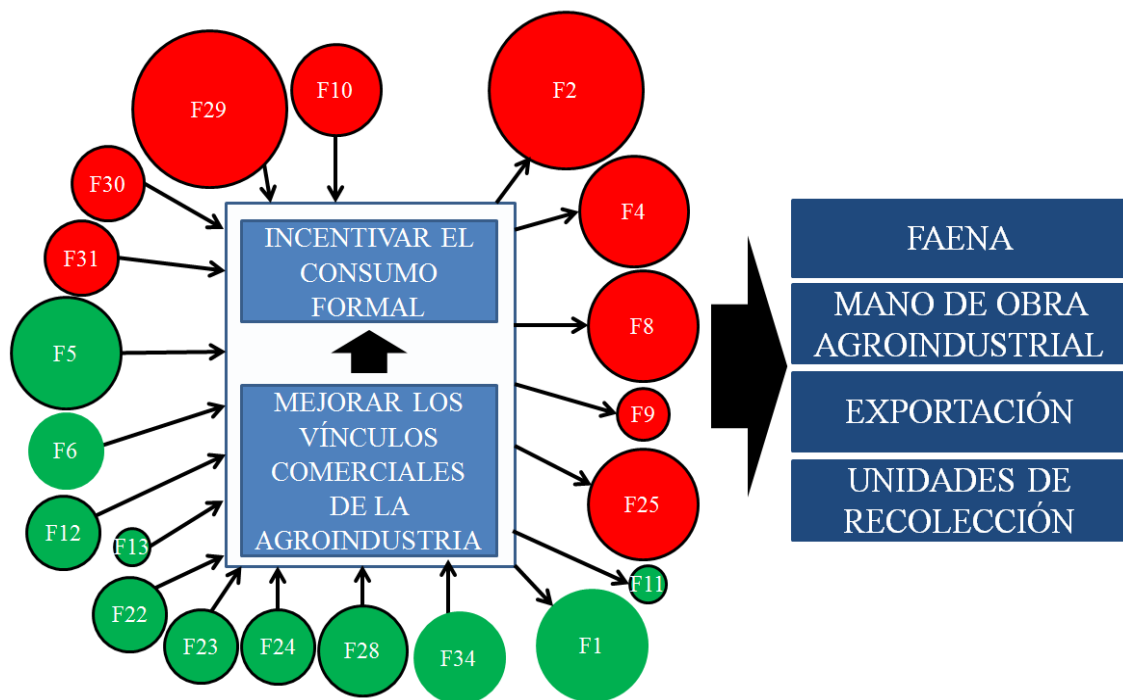 F29
F10
F2
F30
F4
F31
F5
F8
F6
F9
F12
F25
F13
F11
F22
F23
F24
F28
F34
F1
INCENTIVAR EL
CONSUMO
FORMAL
MEJORAR LOS
VÍNCULOS
COMERCIALES
DE LA
AGROINDUSTRIA
FAENA
MANO DE OBRA
AGROINDUSTRIAL
EXPORTACIÓN
UNIDADES DE
RECOLECCIÓN